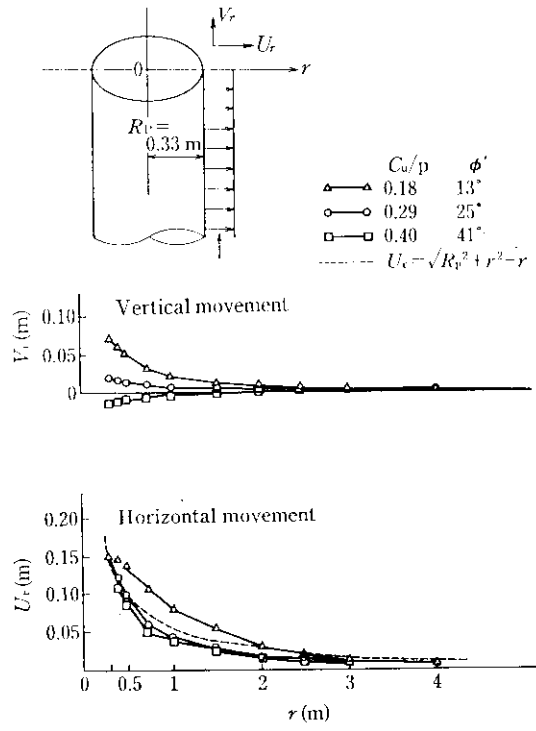 V_r
U_r
0
r
R_p =
0.33 m
C_u/p ϕ'
0.18 13°
0.29 25°
0.40 41°
U_r = √R_p² + r² − r
0.10
Vertical movement
0.05
0
V_r (m)
0.20
Horizontal movement
0.15
0.10
0.05
U_r (m)
0 0.5 1 2 3 4
r (m)